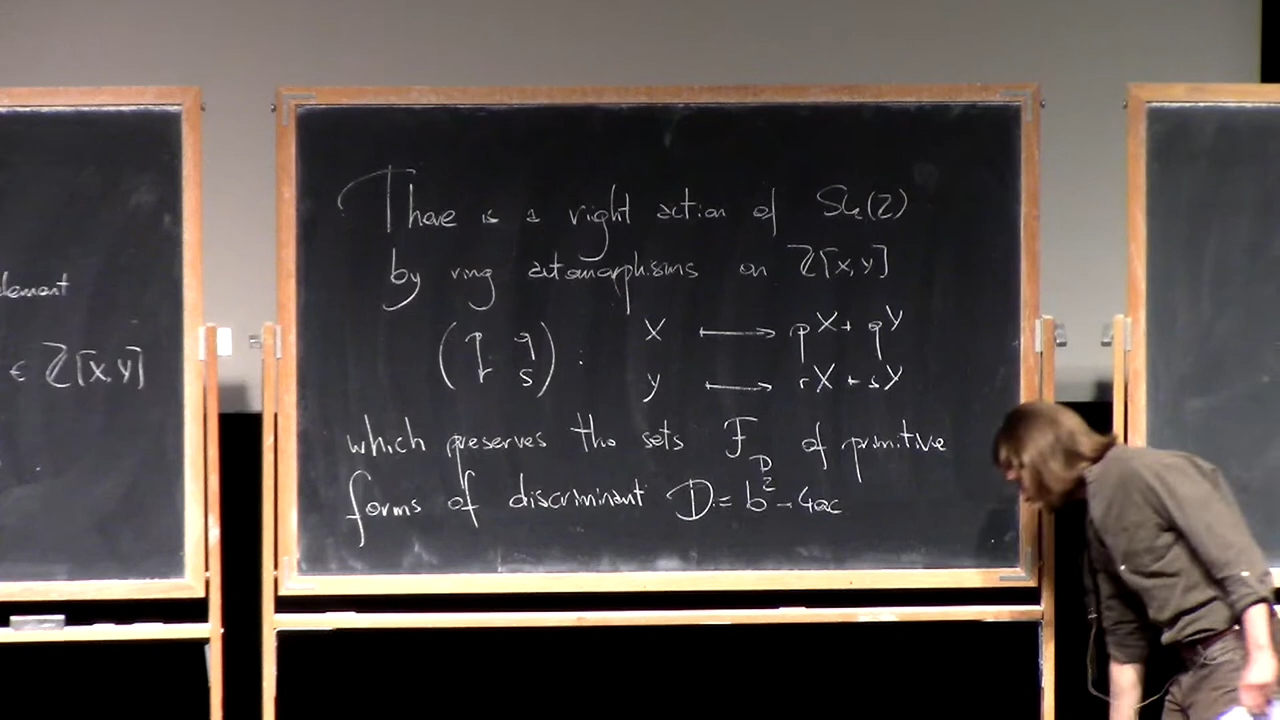 element
∈ ℤ[X,Y]
There is a right action of SL₂(ℤ)
by ring automorphisms on ℤ[X,Y]
(p q
r s) :
X ⟼ pX + qY
Y ⟼ rX + sY
which preserves the sets F_D of primitive
forms of discriminant D = b² - 4ac